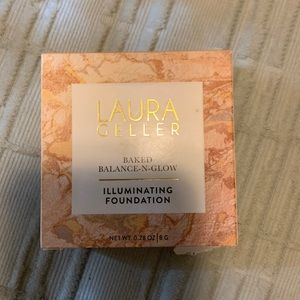 LAURA
GELLER
BAKED
BALANCE-N-GLOW
ILLUMINATING
FOUNDATION
NET WT. 0.28 OZ | 8 G